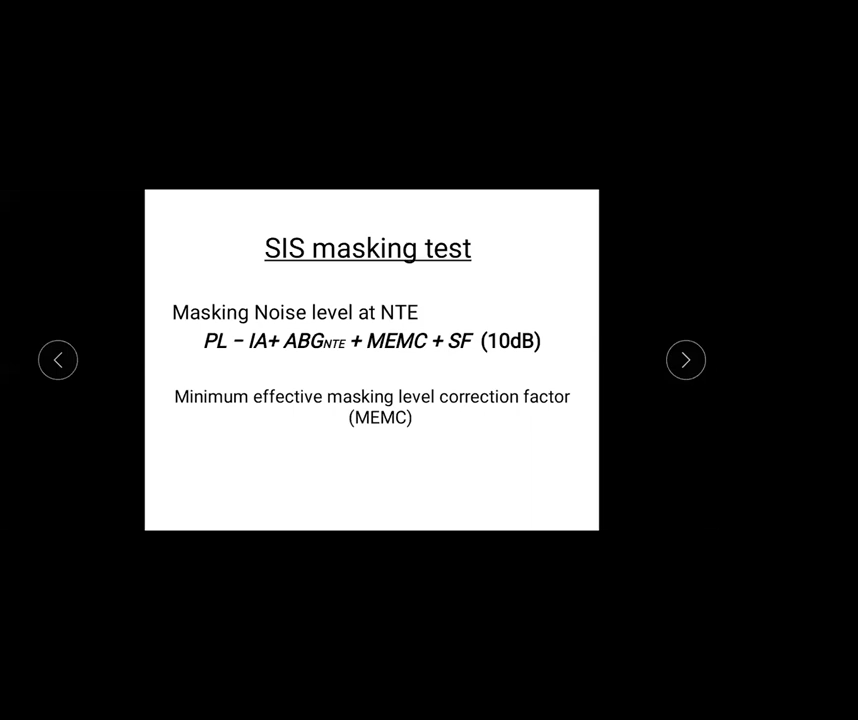 SIS masking test
Masking Noise level at NTE
PL – IA+ ABGNTE + MEMC + SF (10dB)
Minimum effective masking level correction factor
(MEMC)